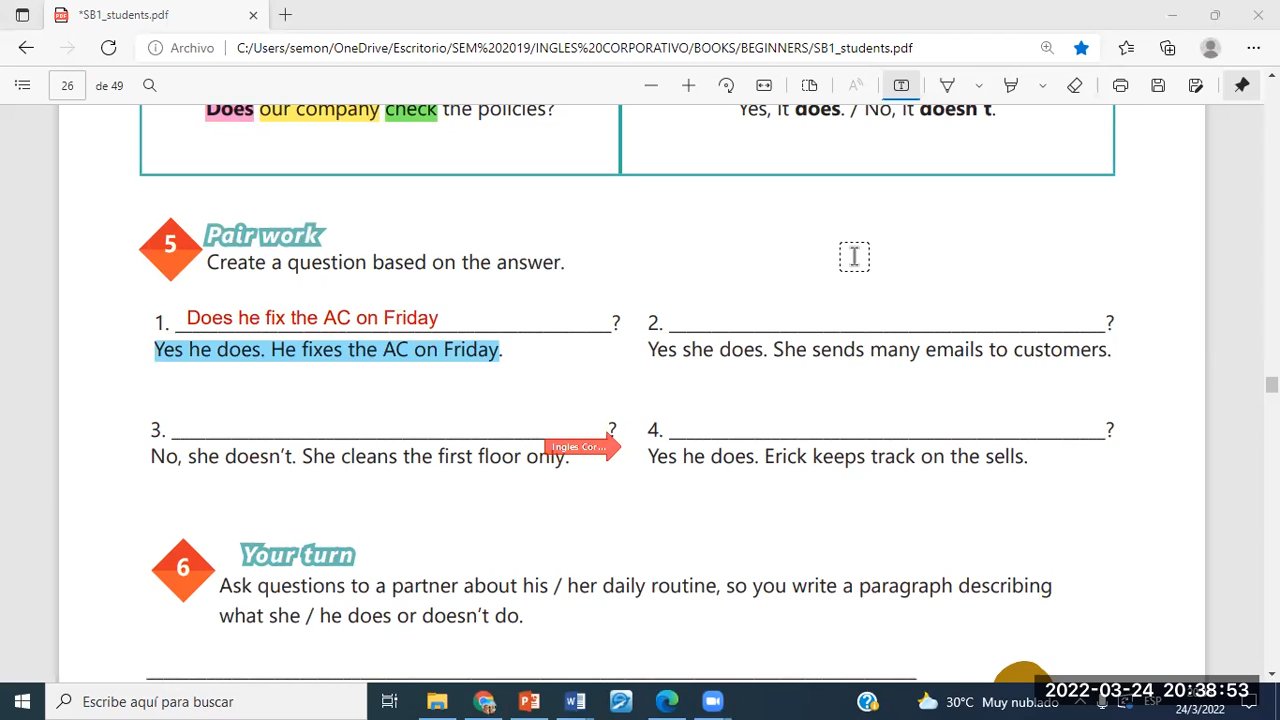 *SB1_students.pdf
Archivo C:/Users/semon/OneDrive/Escritorio/SEM%202019/INGLES%20CORPORATIVO/BOOKS/BEGINNERS/SB1_students.pdf
26 de 49
Does our company check the policies?
Yes, it does. / No, it doesn't.
5 Pair work
Create a question based on the answer.
1. Does he fix the AC on Friday ?
Yes he does. He fixes the AC on Friday.
2. ?
Yes she does. She sends many emails to customers.
3. ?
Ingles Cor...
No, she doesn't. She cleans the first floor only.
4. ?
Yes he does. Erick keeps track on the sells.
6 Your turn
Ask questions to a partner about his / her daily routine, so you write a paragraph describing
what she / he does or doesn't do.
Escribe aquí para buscar
30°C Muy nublado
ESP
2022-03-24 20:38:53
24/3/2022